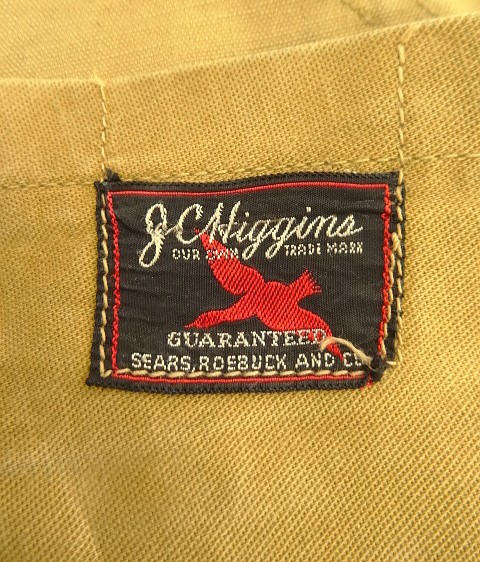 J.C. Higgins
OUR OWN TRADE MARK
GUARANTEED
SEARS, ROEBUCK AND CO.